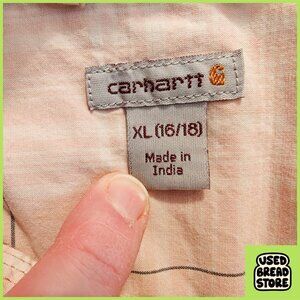 carhartt
XL (16/18)
Made in
India
USED
BREAD
STORE